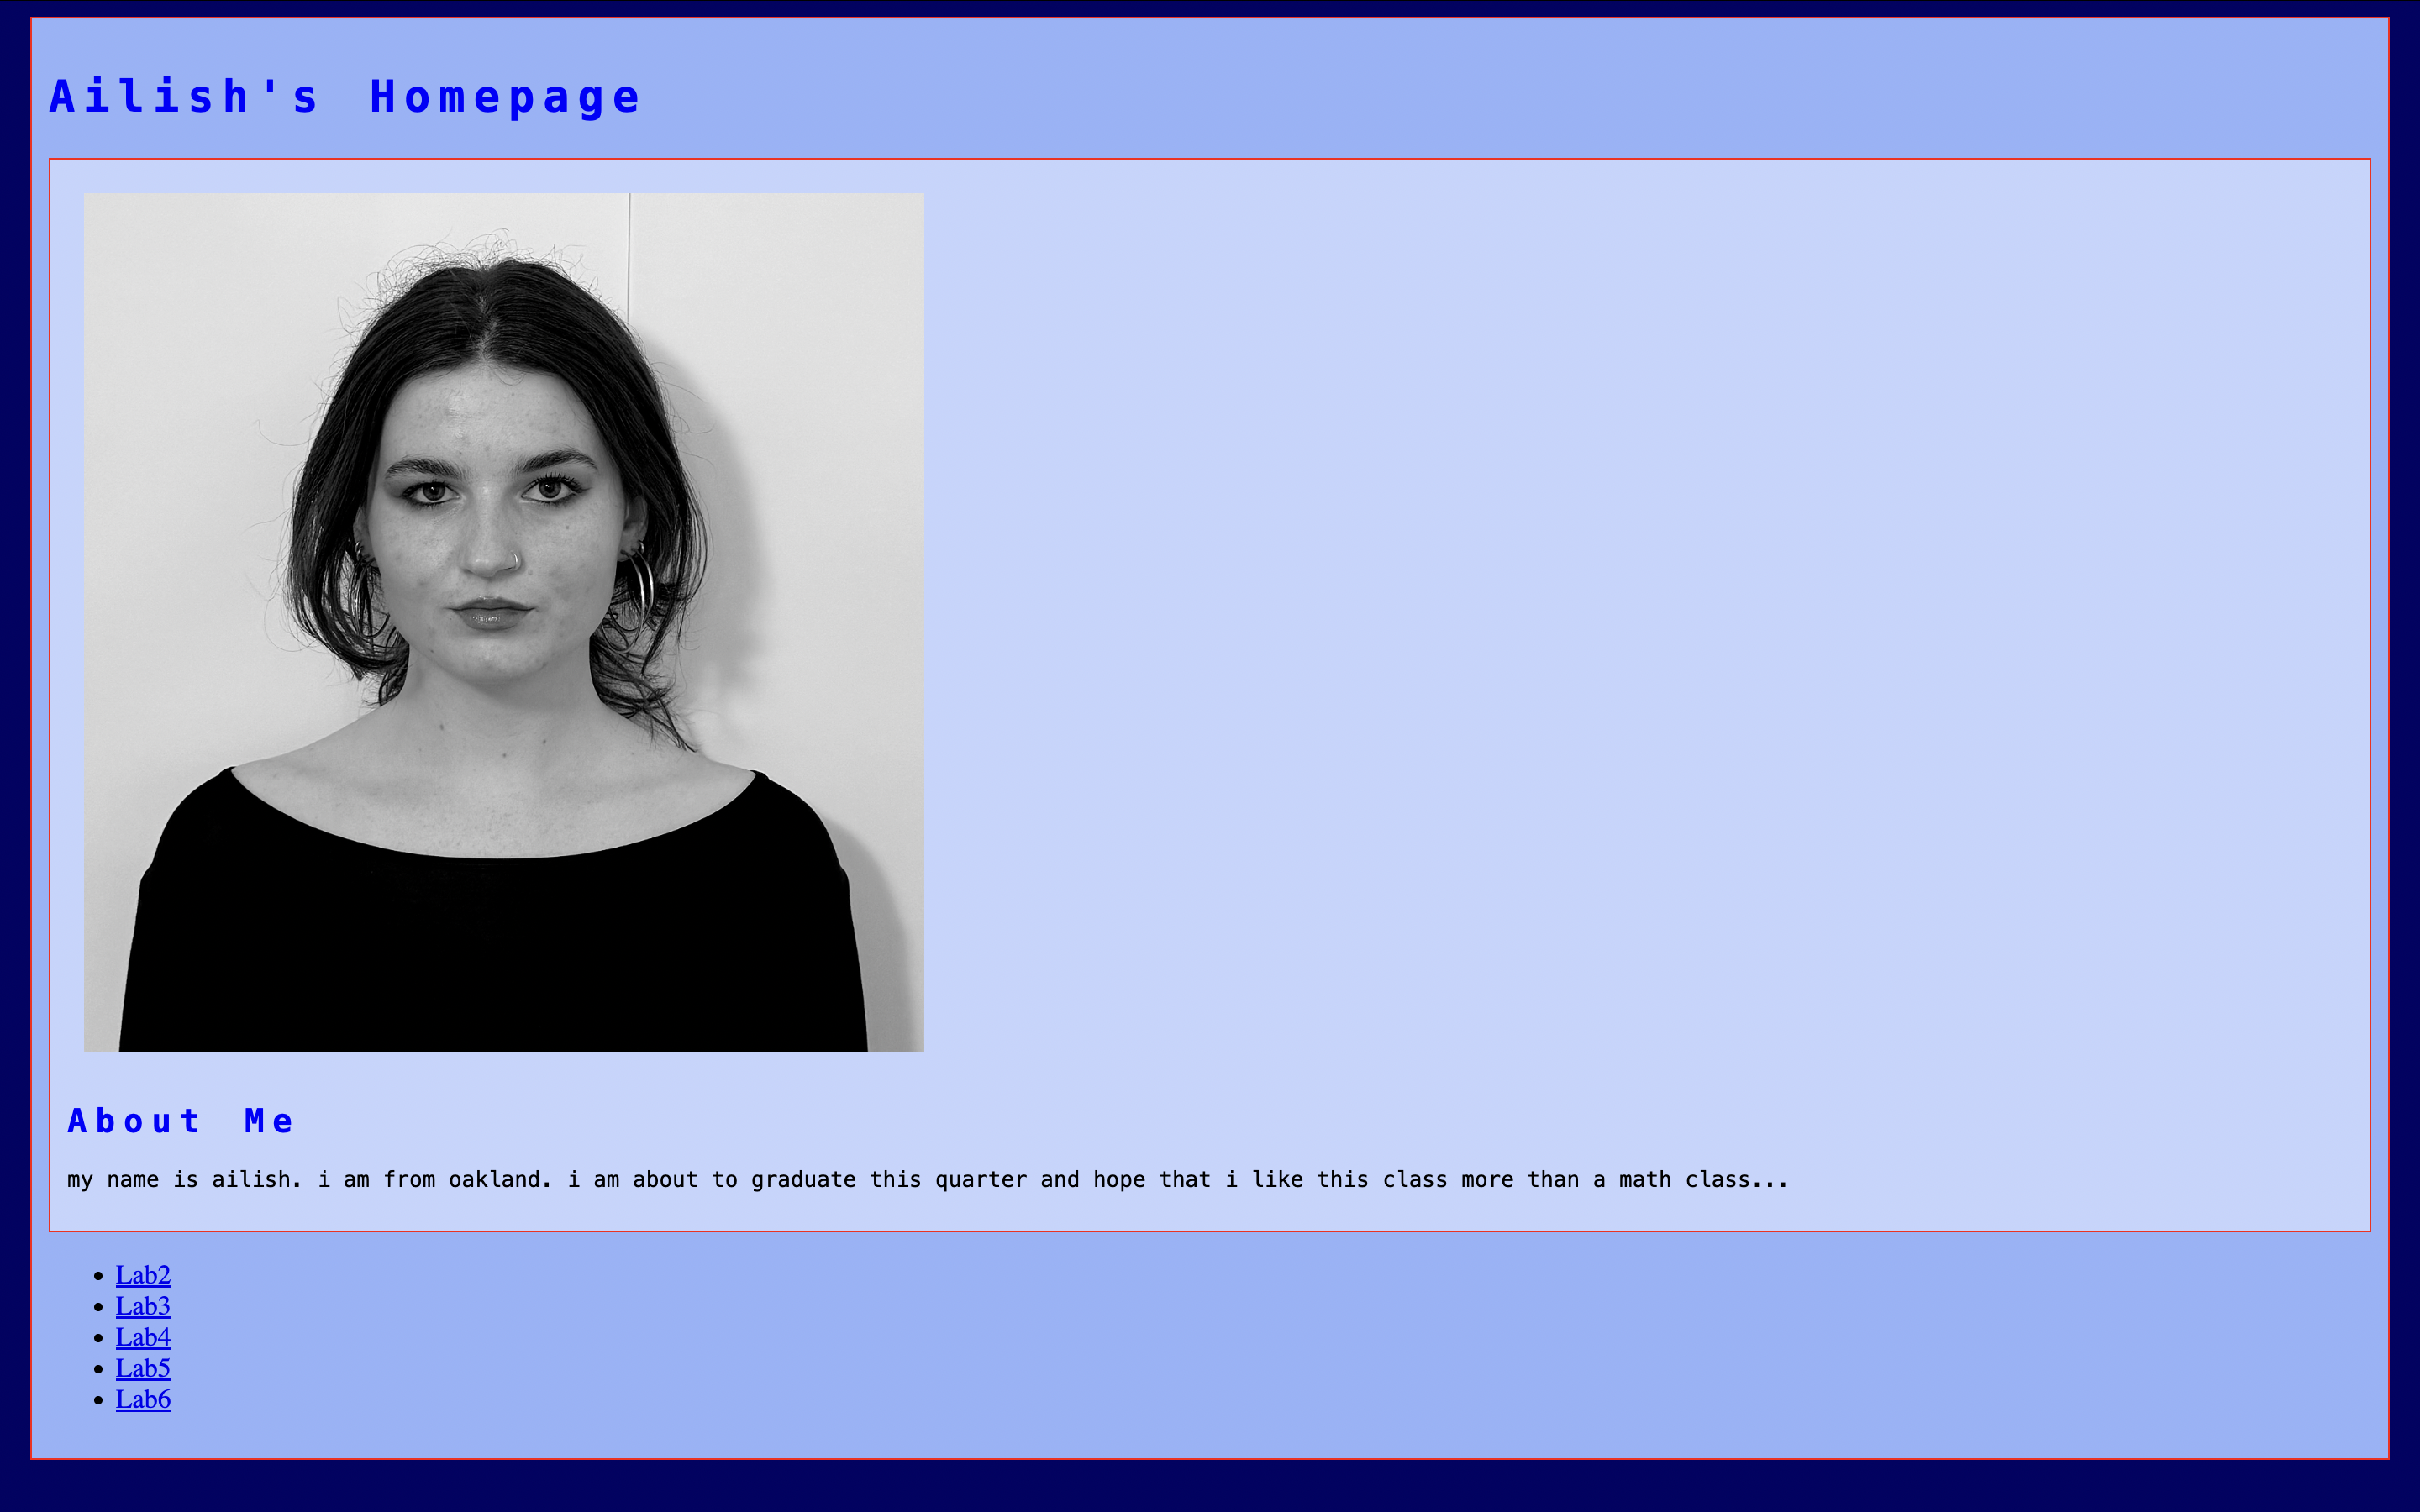 Ailish's Homepage
About Me
my name is ailish. i am from oakland. i am about to graduate this quarter and hope that i like this class more than a math class...
Lab2
Lab3
Lab4
Lab5
Lab6